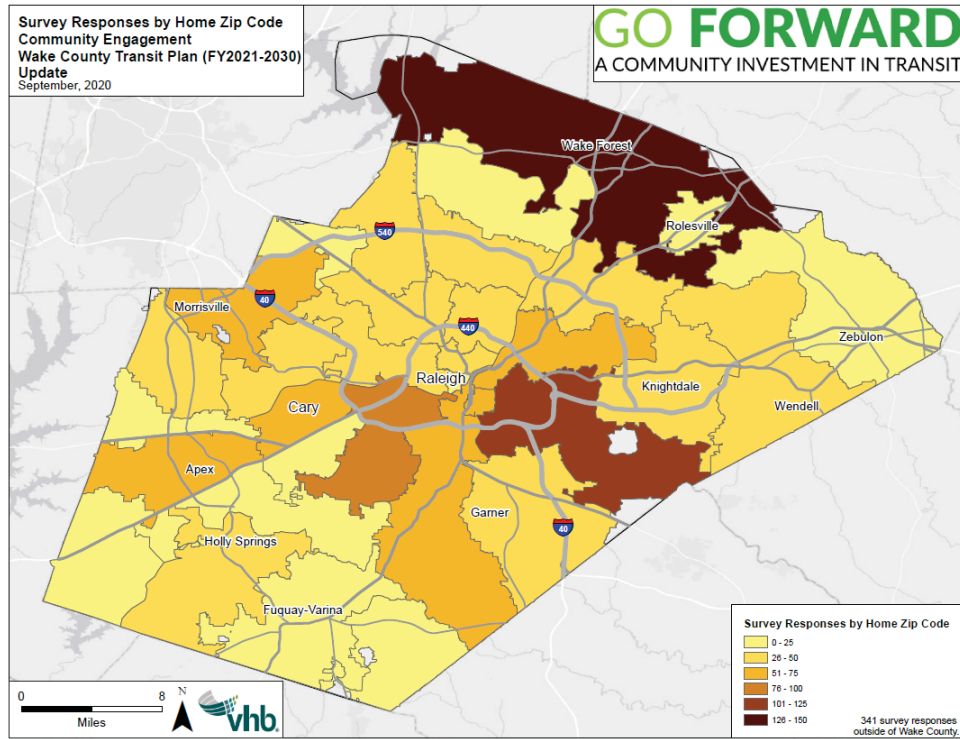 Survey Responses by Home Zip Code
Community Engagement
Wake County Transit Plan (FY2021-2030)
Update
September, 2020
GO FORWARD
A COMMUNITY INVESTMENT IN TRANSIT
Wake Forest
Rolesville
540
40
Morrisville
440
Zebulon
Raleigh
Knightdale
Cary
Wendell
Apex
Garner
40
Holly Springs
Fuquay-Varina
Survey Responses by Home Zip Code
0 - 25
26 - 50
51 - 75
76 - 100
101 - 125
126 - 150
341 survey responses
outside of Wake County.
0 8
Miles
N
vhb.